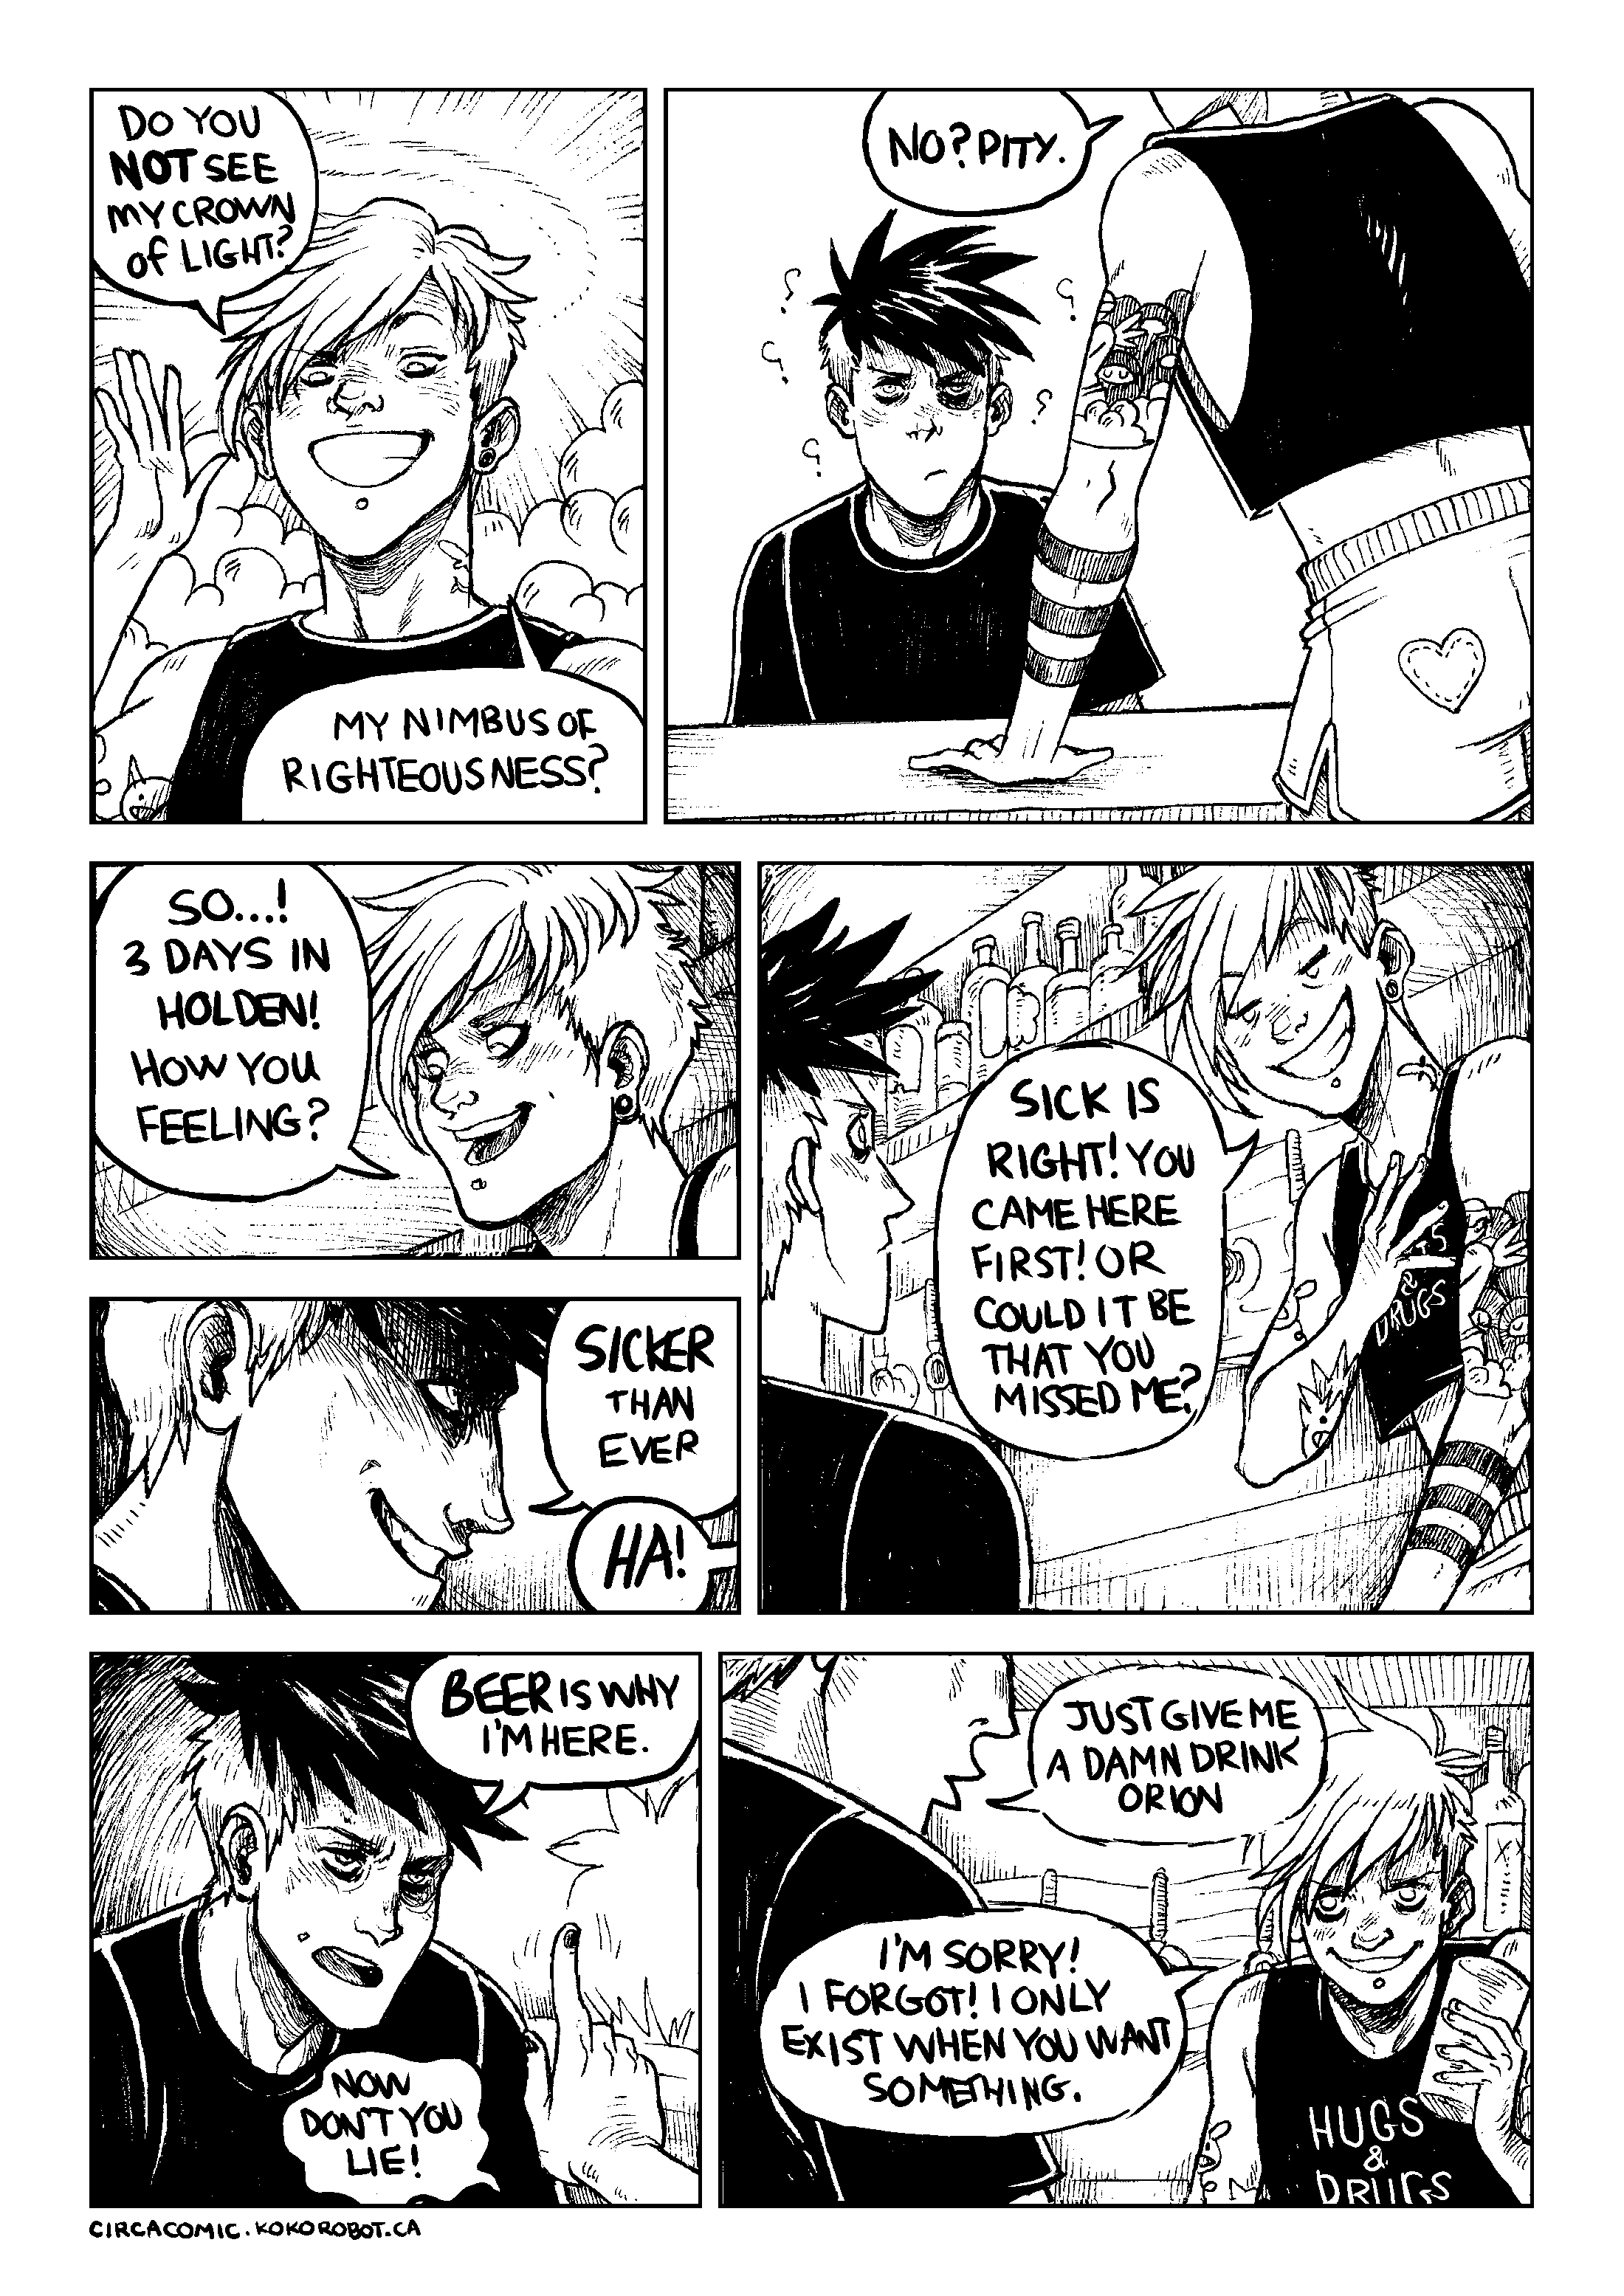 DO YOU
NOT SEE
MY CROWN
Of LIGHT?
MY NIMBUS OF
RIGHTEOUSNESS?
NO? PITY.
SO...!
3 DAYS IN
HOLDEN!
HOW YOU
FEELING?
SICKER
THAN
EVER
HA!
SICK IS
RIGHT! YOU
CAME HERE
FIRST! OR
COULD IT BE
THAT YOU
MISSED ME?
&
DRUGS
BEER IS WHY
I'M HERE.
NOW
DON'T YOU
LIE!
JUST GIVE ME
A DAMN DRINK
ORION
I'M SORRY!
I FORGOT! I ONLY
EXIST WHEN YOU WANT
SOMETHING.
HUGS
&
DRUGS
CIRCACOMIC.KOKOROBOT.CA